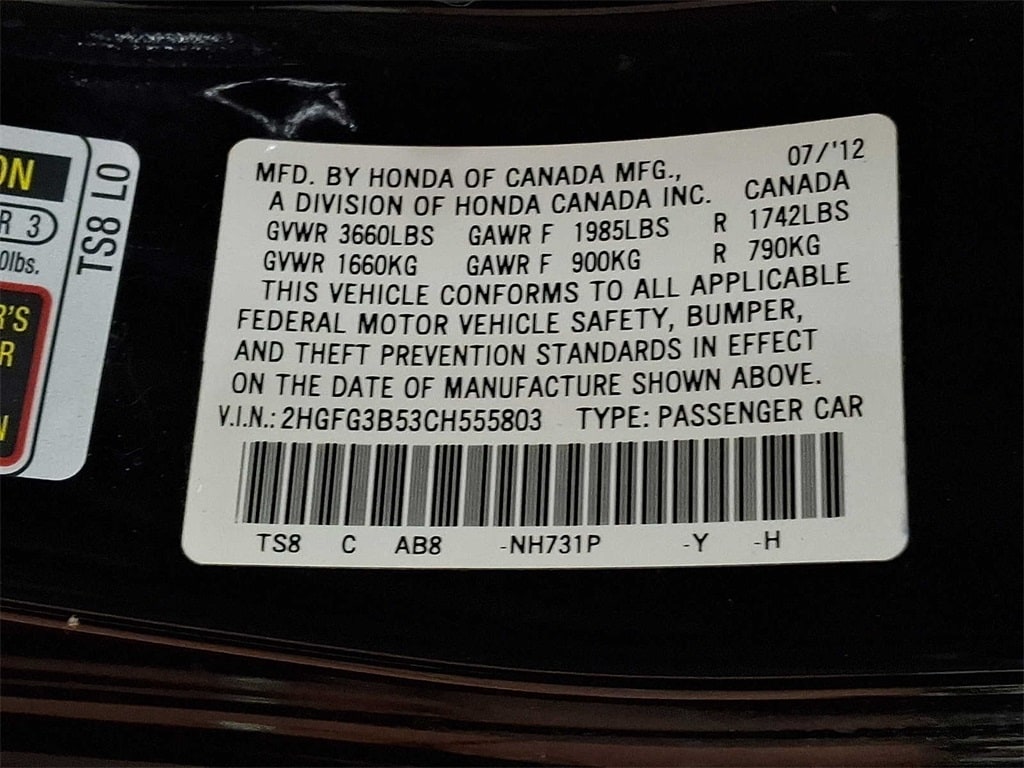 ON
R 3
0lbs.
R'S
R
TS8 L0
MFD. BY HONDA OF CANADA MFG., 07/'12
A DIVISION OF HONDA CANADA INC. CANADA
GVWR 3660LBS GAWR F 1985LBS R 1742LBS
GVWR 1660KG GAWR F 900KG R 790KG
THIS VEHICLE CONFORMS TO ALL APPLICABLE
FEDERAL MOTOR VEHICLE SAFETY, BUMPER,
AND THEFT PREVENTION STANDARDS IN EFFECT
ON THE DATE OF MANUFACTURE SHOWN ABOVE.
V.I.N.: 2HGFG3B53CH555803 TYPE: PASSENGER CAR
TS8 C AB8 -NH731P -Y -H